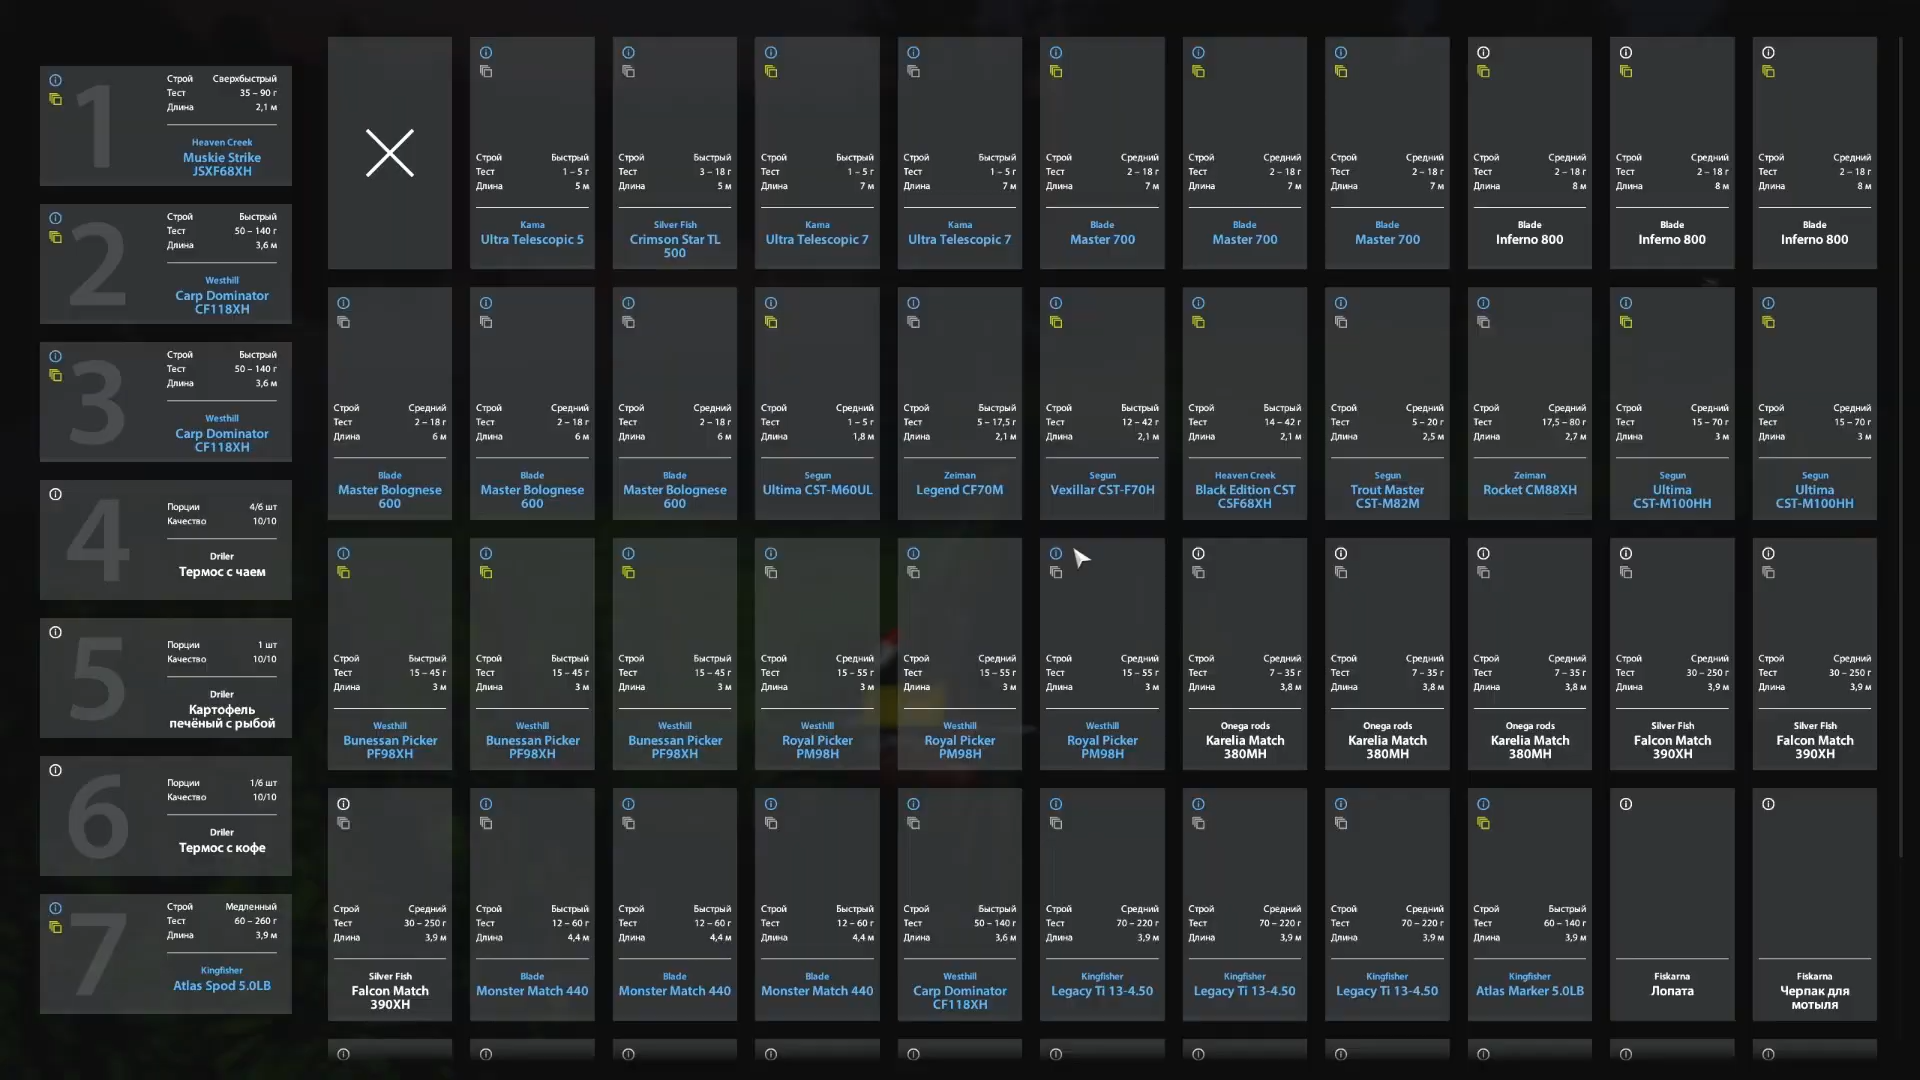 1
Строй Сверхбыстрый
Тест 35 – 90 г
Длина 2,1 м
Heaven Creek
Muskie Strike
JSXF68XH
2
Строй Быстрый
Тест 50 – 140 г
Длина 3,6 м
Westhill
Carp Dominator
CF118XH
3
Строй Быстрый
Тест 50 – 140 г
Длина 3,6 м
Westhill
Carp Dominator
CF118XH
4
Порции 4/6 шт
Качество 10/10
Driler
Термос с чаем
5
Порции 1 шт
Качество 10/10
Driler
Картофель
печёный с рыбой
6
Порции 1/6 шт
Качество 10/10
Driler
Термос с кофе
7
Строй Медленный
Тест 60 – 260 г
Длина 3,9 м
Kingfisher
Atlas Spod 5.0LB
Строй Быстрый
Тест 1 – 5 г
Длина 5 м
Kama
Ultra Telescopic 5
Строй Быстрый
Тест 3 – 18 г
Длина 5 м
Silver Fish
Crimson Star TL
500
Строй Быстрый
Тест 1 – 5 г
Длина 7 м
Kama
Ultra Telescopic 7
Строй Быстрый
Тест 1 – 5 г
Длина 7 м
Kama
Ultra Telescopic 7
Строй Средний
Тест 2 – 18 г
Длина 7 м
Blade
Master 700
Строй Средний
Тест 2 – 18 г
Длина 7 м
Blade
Master 700
Строй Средний
Тест 2 – 18 г
Длина 7 м
Blade
Master 700
Строй Средний
Тест 2 – 18 г
Длина 8 м
Blade
Inferno 800
Строй Средний
Тест 2 – 18 г
Длина 8 м
Blade
Inferno 800
Строй Средний
Тест 2 – 18 г
Длина 8 м
Blade
Inferno 800
Строй Средний
Тест 2 – 18 г
Длина 6 м
Blade
Master Bolognese
600
Строй Средний
Тест 2 – 18 г
Длина 6 м
Blade
Master Bolognese
600
Строй Средний
Тест 2 – 18 г
Длина 6 м
Blade
Master Bolognese
600
Строй Средний
Тест 1 – 5 г
Длина 1,8 м
Segun
Ultima CST-M60UL
Строй Быстрый
Тест 5 – 17,5 г
Длина 2,1 м
Zeiman
Legend CF70M
Строй Быстрый
Тест 12 – 42 г
Длина 2,1 м
Segun
Vexillar CST-F70H
Строй Быстрый
Тест 14 – 42 г
Длина 2,1 м
Heaven Creek
Black Edition CST
CSF68XH
Строй Средний
Тест 5 – 20 г
Длина 2,5 м
Segun
Trout Master
CST-M82M
Строй Средний
Тест 17,5 – 80 г
Длина 2,7 м
Zeiman
Rocket CM88XH
Строй Средний
Тест 15 – 70 г
Длина 3 м
Segun
Ultima
CST-M100HH
Строй Средний
Тест 15 – 70 г
Длина 3 м
Segun
Ultima
CST-M100HH
Строй Быстрый
Тест 15 – 45 г
Длина 3 м
Westhill
Bunessan Picker
PF98XH
Строй Быстрый
Тест 15 – 45 г
Длина 3 м
Westhill
Bunessan Picker
PF98XH
Строй Быстрый
Тест 15 – 45 г
Длина 3 м
Westhill
Bunessan Picker
PF98XH
Строй Средний
Тест 15 – 55 г
Длина 3 м
Westhill
Royal Picker
PM98H
Строй Средний
Тест 15 – 55 г
Длина 3 м
Westhill
Royal Picker
PM98H
Строй Средний
Тест 15 – 55 г
Длина 3 м
Westhill
Royal Picker
PM98H
Строй Средний
Тест 7 – 35 г
Длина 3,8 м
Onega rods
Karelia Match
380MH
Строй Средний
Тест 7 – 35 г
Длина 3,8 м
Onega rods
Karelia Match
380MH
Строй Средний
Тест 7 – 35 г
Длина 3,8 м
Onega rods
Karelia Match
380MH
Строй Средний
Тест 30 – 250 г
Длина 3,9 м
Silver Fish
Falcon Match
390XH
Строй Средний
Тест 30 – 250 г
Длина 3,9 м
Silver Fish
Falcon Match
390XH
Строй Средний
Тест 30 – 250 г
Длина 3,9 м
Silver Fish
Falcon Match
390XH
Строй Быстрый
Тест 12 – 60 г
Длина 4,4 м
Blade
Monster Match 440
Строй Быстрый
Тест 12 – 60 г
Длина 4,4 м
Blade
Monster Match 440
Строй Быстрый
Тест 12 – 60 г
Длина 4,4 м
Blade
Monster Match 440
Строй Быстрый
Тест 50 – 140 г
Длина 3,6 м
Westhill
Carp Dominator
CF118XH
Строй Средний
Тест 70 – 220 г
Длина 3,9 м
Kingfisher
Legacy Ti 13-4.50
Строй Средний
Тест 70 – 220 г
Длина 3,9 м
Kingfisher
Legacy Ti 13-4.50
Строй Средний
Тест 70 – 220 г
Длина 3,9 м
Kingfisher
Legacy Ti 13-4.50
Строй Быстрый
Тест 60 – 140 г
Длина 3,9 м
Kingfisher
Atlas Marker 5.0LB
Fiskarna
Лопата
Fiskarna
Черпак для
мотыля